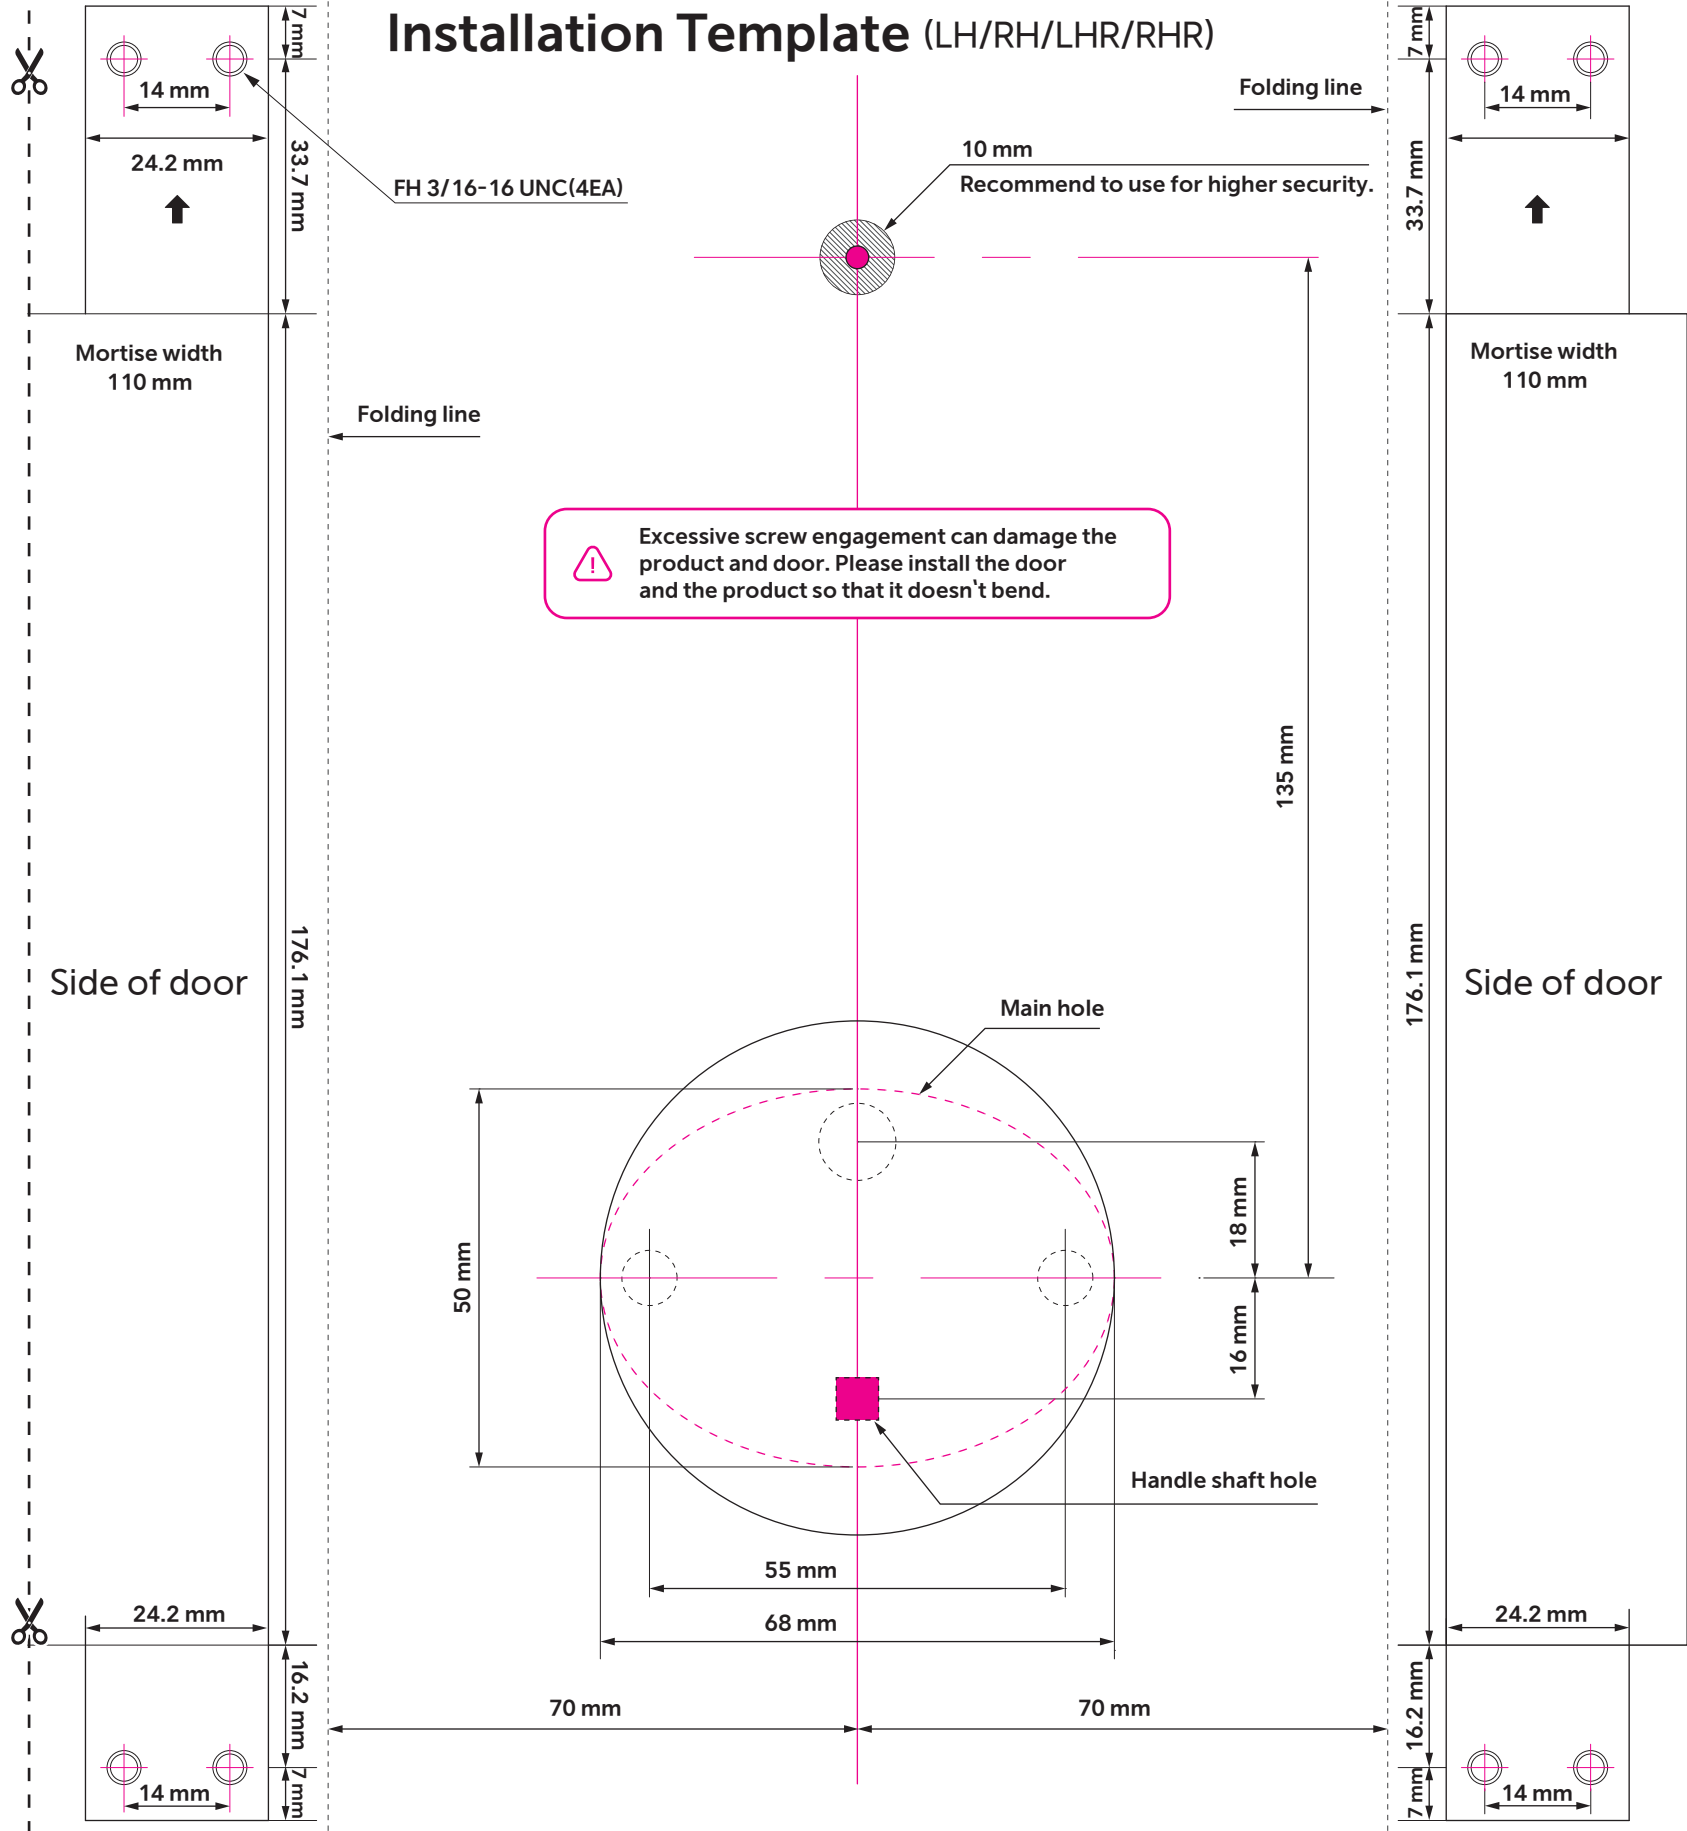 Installation Template (LH/RH/LHR/RHR)
7 mm
14 mm
24.2 mm
33.7 mm
FH 3/16-16 UNC(4EA)
Mortise width
110 mm
Folding line
176.1 mm
Side of door
24.2 mm
16.2 mm
14 mm
7 mm
10 mm
Recommend to use for higher security.
Excessive screw engagement can damage the
product and door. Please install the door
and the product so that it doesn't bend.
135 mm
Main hole
50 mm
18 mm
16 mm
Handle shaft hole
55 mm
68 mm
70 mm
70 mm
Folding line
7 mm
14 mm
33.7 mm
Mortise width
110 mm
176.1 mm
Side of door
24.2 mm
16.2 mm
14 mm
7 mm